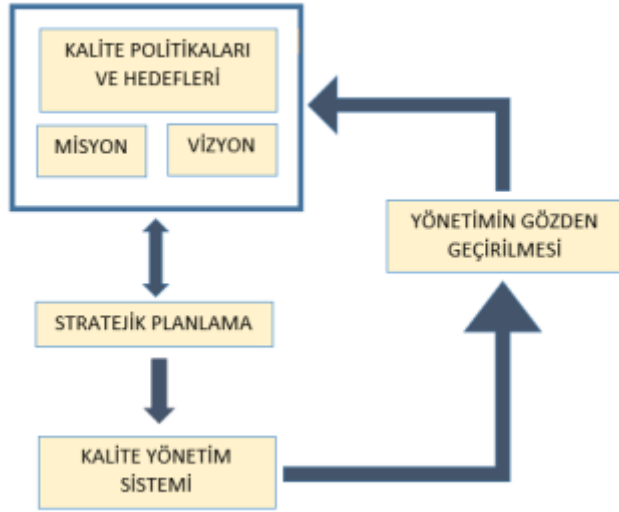 KALİTE POLİTİKALARI
VE HEDEFLERİ
MİSYON
VİZYON
YÖNETİMİN GÖZDEN
GEÇİRİLMESİ
STRATEJİK PLANLAMA
KALİTE YÖNETİM
SİSTEMİ